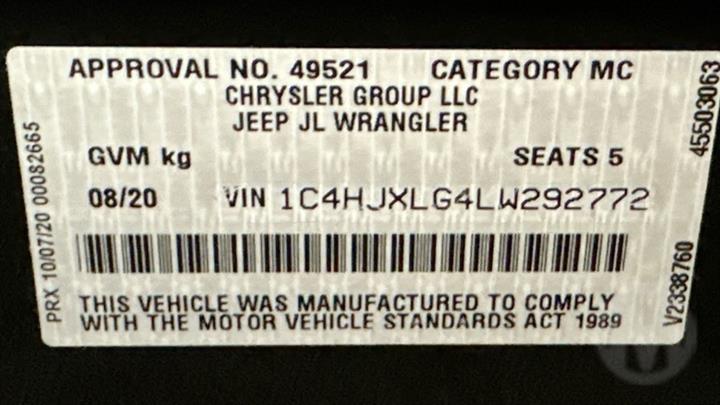 APPROVAL NO. 49521 CATEGORY MC
CHRYSLER GROUP LLC
JEEP JL WRANGLER
GVM kg SEATS 5
08/20 VIN 1C4HJXLG4LW292772
THIS VEHICLE WAS MANUFACTURED TO COMPLY
WITH THE MOTOR VEHICLE STANDARDS ACT 1989
PRX 10/07/20 00082665
45503063
V2338760